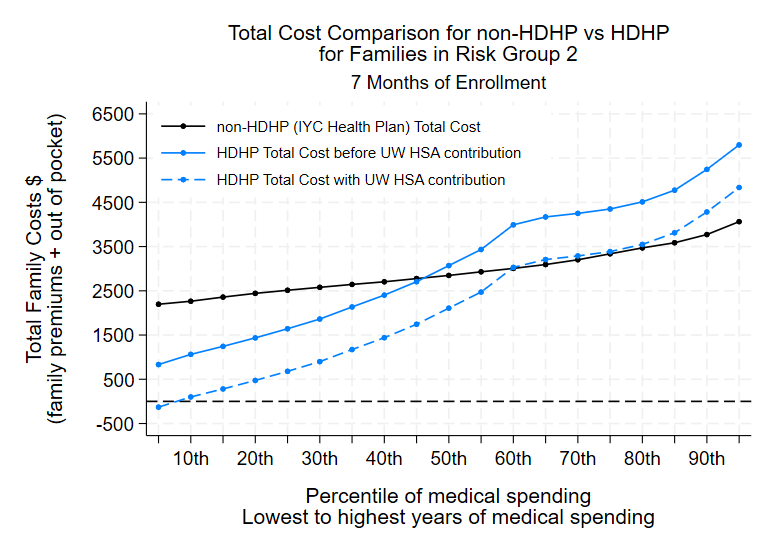 Total Cost Comparison for non-HDHP vs HDHP
for Families in Risk Group 2
7 Months of Enrollment
Total Family Costs $
(family premiums + out of pocket)
6500
5500
4500
3500
2500
1500
500
-500
non-HDHP (IYC Health Plan) Total Cost
HDHP Total Cost before UW HSA contribution
HDHP Total Cost with UW HSA contribution
10th 20th 30th 40th 50th 60th 70th 80th 90th
Percentile of medical spending
Lowest to highest years of medical spending